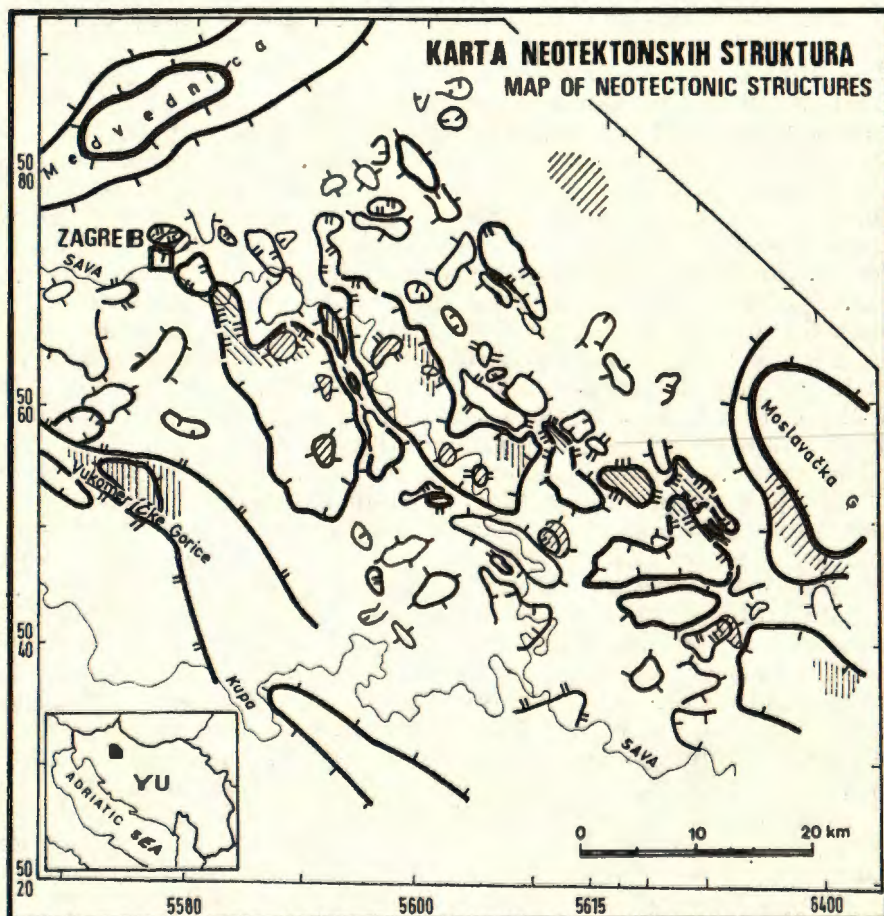 KARTA NEOTEKTONSKIH STRUKTURA
MAP OF NEOTECTONIC STRUCTURES
Medvednica
50
80
ZAGREB
SAVA
50
60
Moslavačka G.
Vukomeričke Gorice
50
40
Kupa
SAVA
YU
ADRIATIC SEA
0 10 20 km
50
20
5580 5600 5615 6400